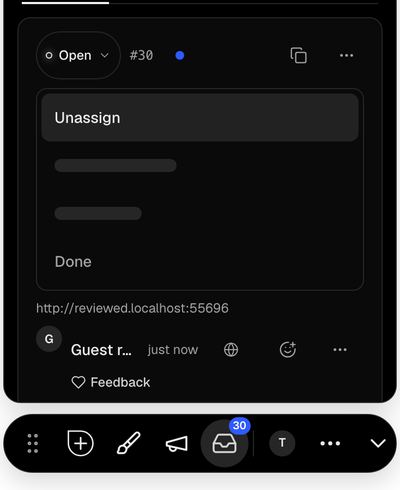 Open #30
Unassign
Done
http://reviewed.localhost:55696
G
Guest r... just now
Feedback
30
T